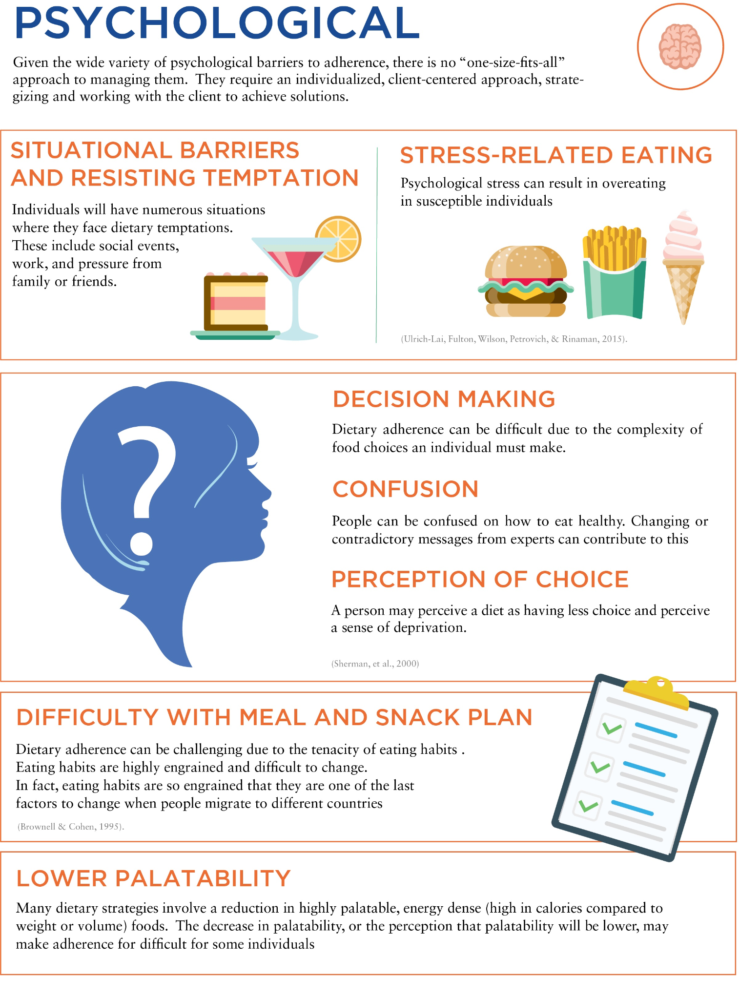 PSYCHOLOGICAL
Given the wide variety of psychological barriers to adherence, there is no “one-size-fits-all”
approach to managing them.  They require an individualized, client-centered approach, strate-
gizing and working with the client to achieve solutions.
SITUATIONAL BARRIERS
AND RESISTING TEMPTATION
Individuals will have numerous situations
where they face dietary temptations.
These include social events,
work, and pressure from
family or friends.
STRESS-RELATED EATING
Psychological stress can result in overeating
in susceptible individuals
(Ulrich-Lai, Fulton, Wilson, Petrovich, & Rinaman, 2015).
?
DECISION MAKING
Dietary adherence can be difficult due to the complexity of
food choices an individual must make.
CONFUSION
People can be confused on how to eat healthy. Changing or
contradictory messages from experts can contribute to this
PERCEPTION OF CHOICE
A person may perceive a diet as having less choice and perceive
a sense of deprivation.
(Sherman, et al., 2000)
DIFFICULTY WITH MEAL AND SNACK PLAN
Dietary adherence can be challenging due to the tenacity of eating habits .
Eating habits are highly engrained and difficult to change.
In fact, eating habits are so engrained that they are one of the last
factors to change when people migrate to different countries
(Brownell & Cohen, 1995).
LOWER PALATABILITY
Many dietary strategies involve a reduction in highly palatable, energy dense (high in calories compared to
weight or volume) foods.  The decrease in palatability, or the perception that palatability will be lower, may
make adherence for difficult for some individuals